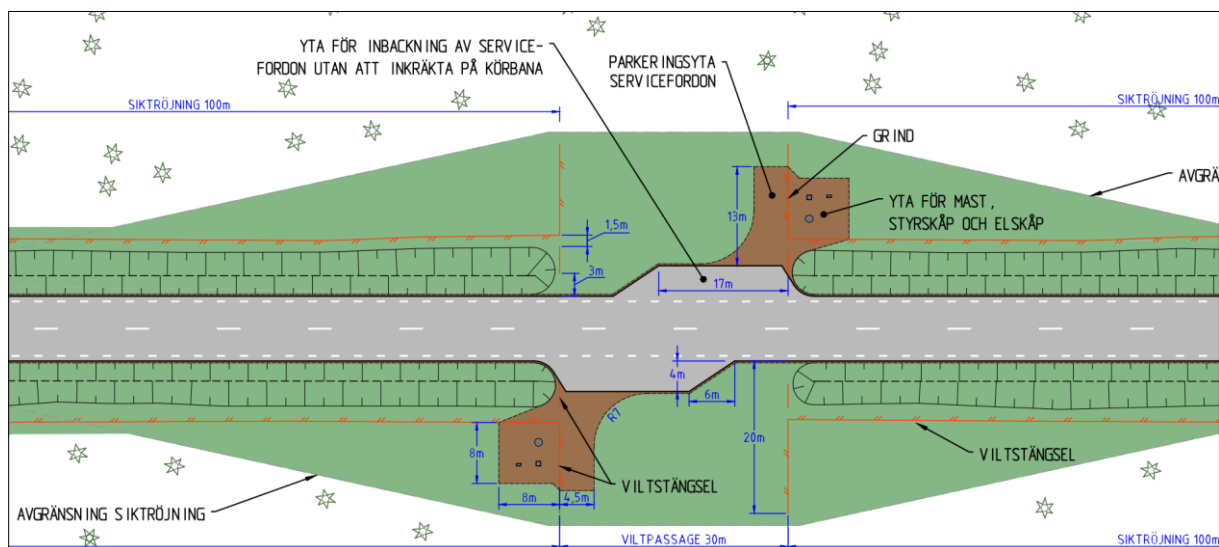 YTA FÖR INBACKNING AV SERVICE-
FORDON UTAN ATT INKRÄKTA PÅ KÖRBANA
PARKERINGSYTA
SERVICEFORDON
SIKTRÖJNING 100m
SIKTRÖJNING 100m
GRIND
AVGRÄ
YTA FÖR MAST,
STYRSKÅP OCH ELSKÅP
13m
1,5m
3m
17m
4m
6m
R7
20m
8m
8m
4,5m
VILTSTÄNGSEL
VILTSTÄNGSEL
AVGRÄNSNING SIKTRÖJNING
VILTPASSAGE 30m
SIKTRÖJNING 100m